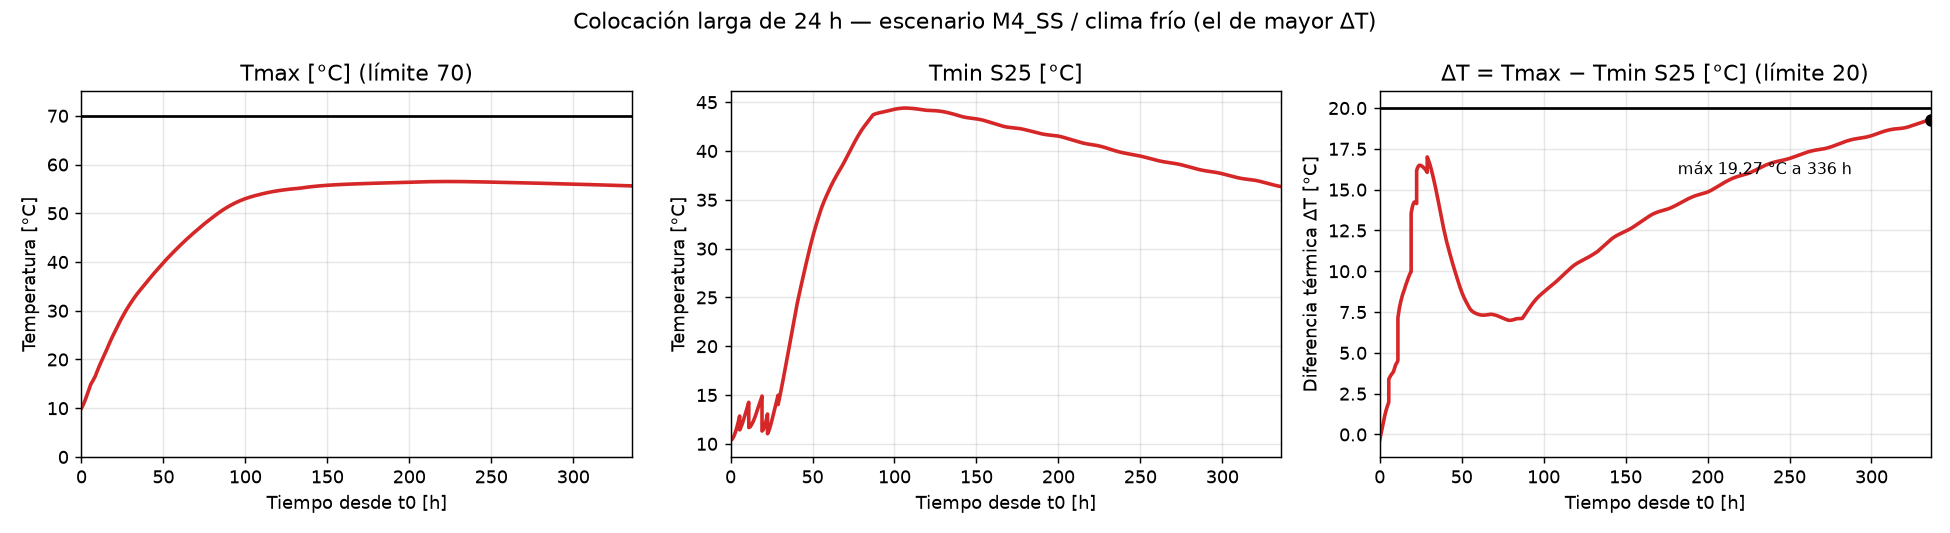 Colocación larga de 24 h — escenario M4_SS / clima frío (el de mayor ΔT)
Tmax [°C] (límite 70)
Temperatura [°C]
70
60
50
40
30
20
10
0
0 50 100 150 200 250 300
Tiempo desde t0 [h]
Tmin S25 [°C]
Temperatura [°C]
45
40
35
30
25
20
15
10
0 50 100 150 200 250 300
Tiempo desde t0 [h]
ΔT = Tmax − Tmin S25 [°C] (límite 20)
Diferencia térmica ΔT [°C]
20.0
17.5
15.0
12.5
10.0
7.5
5.0
2.5
0.0
máx 19.27 °C a 336 h
0 50 100 150 200 250 300
Tiempo desde t0 [h]